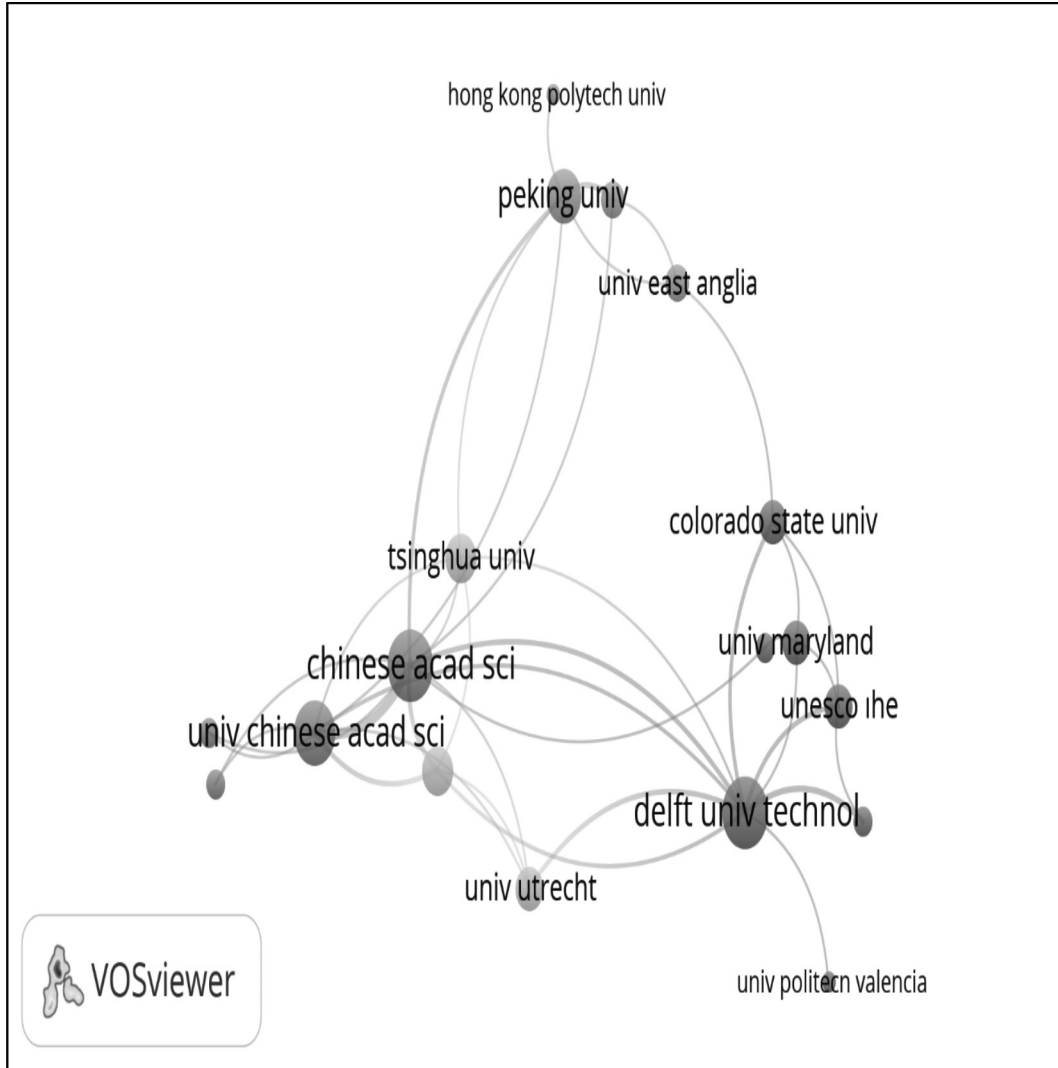 hong kong polytech univ
peking univ
univ east anglia
colorado state univ
tsinghua univ
univ maryland
chinese acad sci
unesco ıhe
univ chinese acad sci
delft univ technol
univ utrecht
univ politecn valencia
VOSviewer